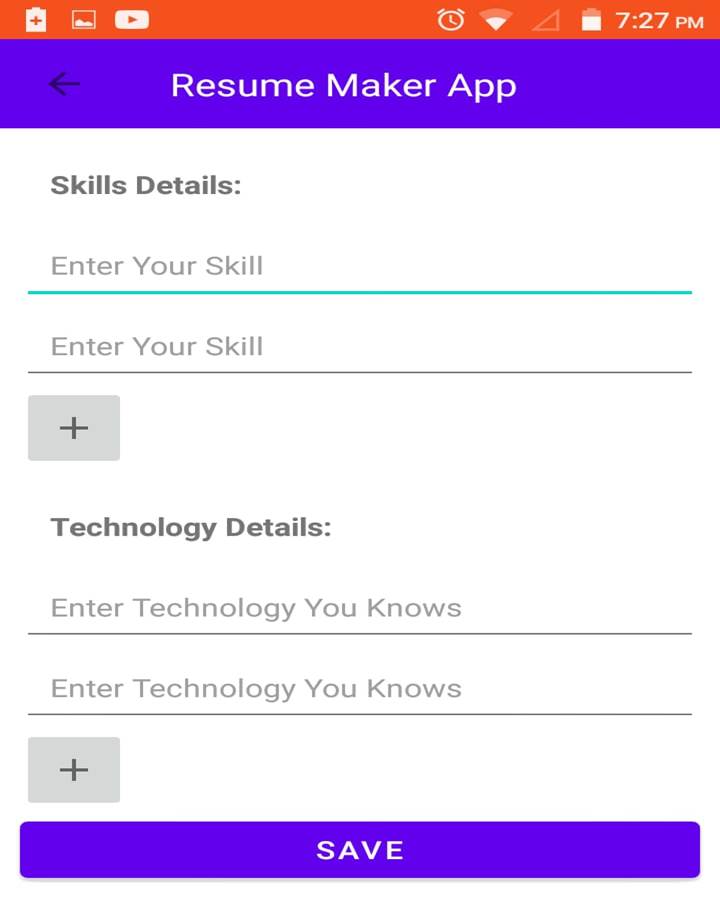 7:27 PM
Resume Maker App
Skills Details:
Enter Your Skill
Enter Your Skill
+
Technology Details:
Enter Technology You Knows
Enter Technology You Knows
+
SAVE